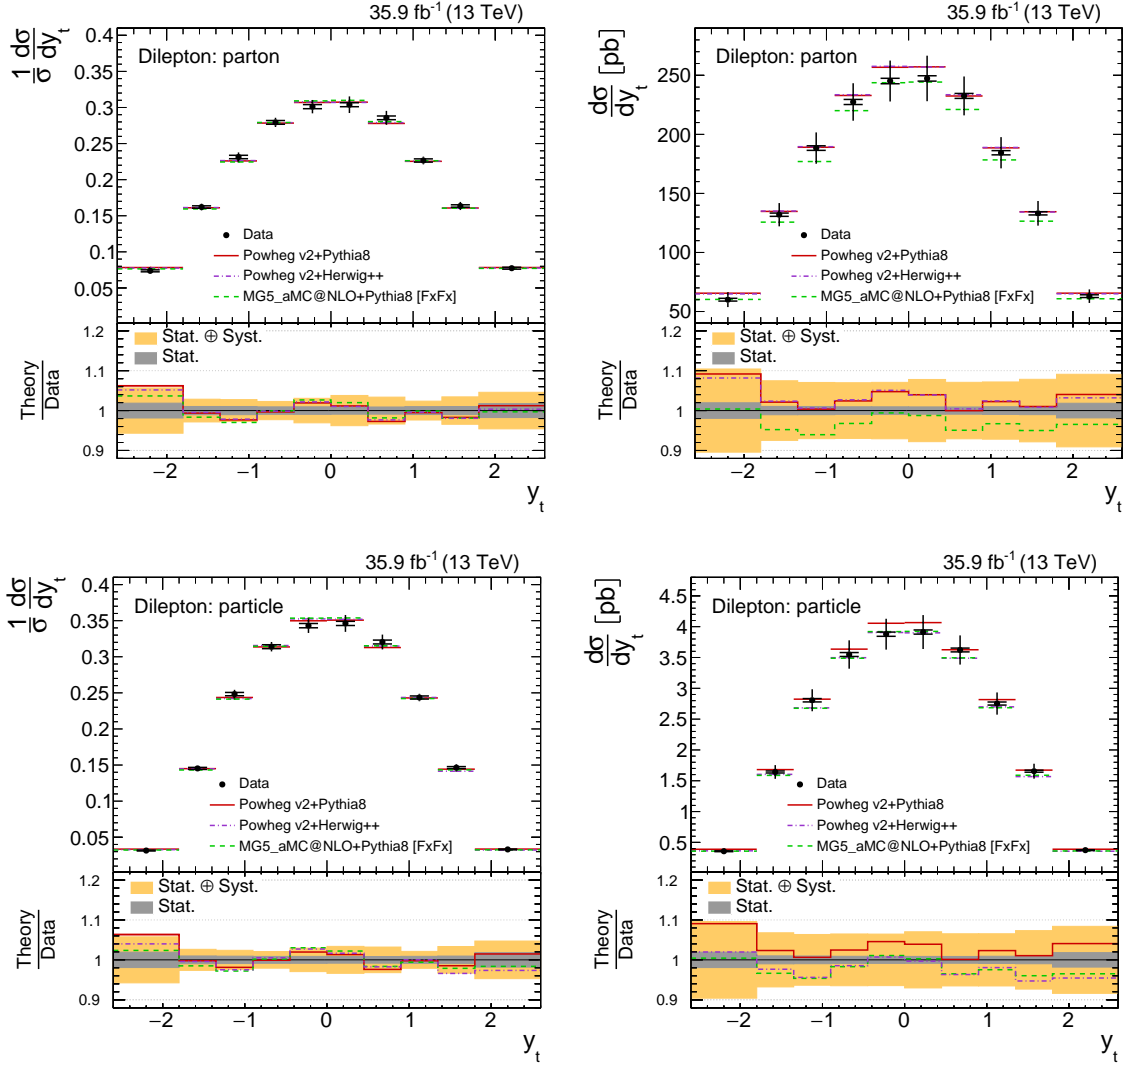 35.9 fb⁻¹ (13 TeV)
1/σ dσ/dy_t
Dilepton: parton
0.4
0.35
0.3
0.25
0.2
0.15
0.1
0.05
Data
Powheg v2+Pythia8
Powheg v2+Herwig++
MG5_aMC@NLO+Pythia8 [FxFx]
Theory/Data
Stat. ⊕ Syst.
Stat.
1.2
1.1
1
0.9
−2 −1 0 1 2
y_t
35.9 fb⁻¹ (13 TeV)
dσ/dy_t [pb]
Dilepton: parton
250
200
150
100
50
Data
Powheg v2+Pythia8
Powheg v2+Herwig++
MG5_aMC@NLO+Pythia8 [FxFx]
Theory/Data
Stat. ⊕ Syst.
Stat.
1.2
1.1
1
0.9
−2 −1 0 1 2
y_t
35.9 fb⁻¹ (13 TeV)
1/σ dσ/dy_t
Dilepton: particle
0.4
0.35
0.3
0.25
0.2
0.15
0.1
0.05
Data
Powheg v2+Pythia8
Powheg v2+Herwig++
MG5_aMC@NLO+Pythia8 [FxFx]
Theory/Data
Stat. ⊕ Syst.
Stat.
1.2
1.1
1
0.9
−2 −1 0 1 2
y_t
35.9 fb⁻¹ (13 TeV)
dσ/dy_t [pb]
Dilepton: particle
4.5
4
3.5
3
2.5
2
1.5
1
0.5
Data
Powheg v2+Pythia8
Powheg v2+Herwig++
MG5_aMC@NLO+Pythia8 [FxFx]
Theory/Data
Stat. ⊕ Syst.
Stat.
1.2
1.1
1
0.9
−2 −1 0 1 2
y_t